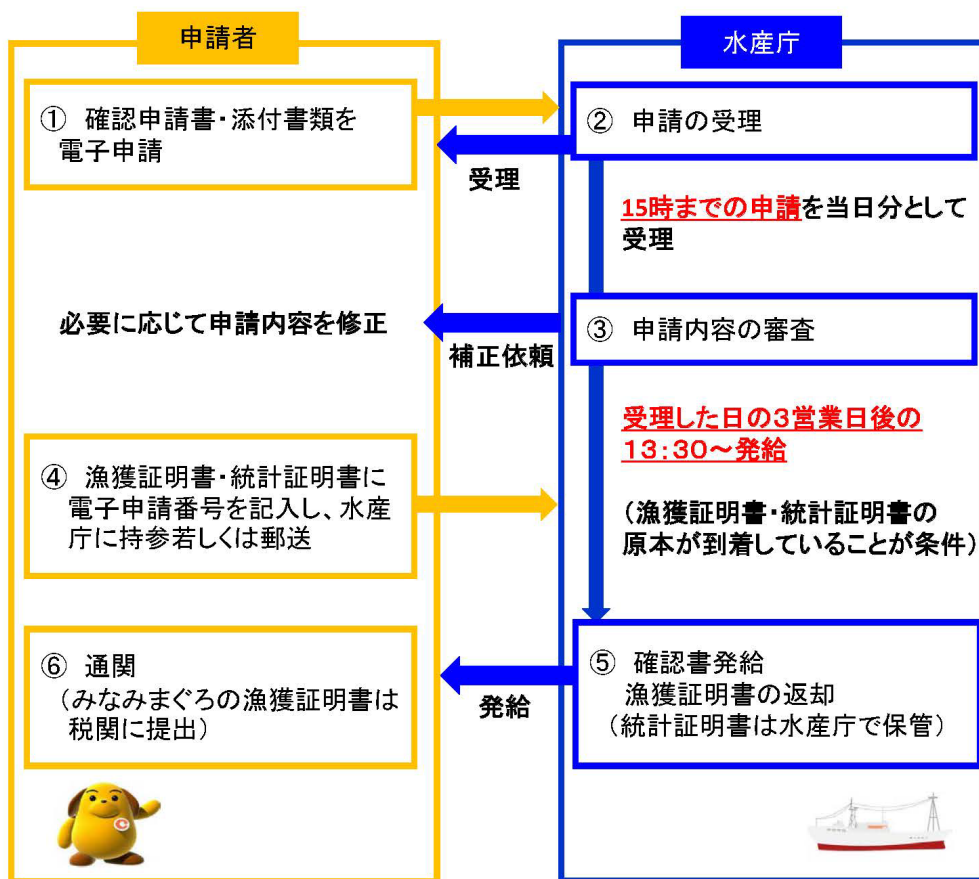 申請者
水産庁
① 確認申請書・添付書類を
電子申請
② 申請の受理
受理
15時までの申請を当日分として
受理
必要に応じて申請内容を修正
補正依頼
③ 申請内容の審査
受理した日の3営業日後の
13:30~発給
④ 漁獲証明書・統計証明書に
電子申請番号を記入し、水産
庁に持参若しくは郵送
(漁獲証明書・統計証明書の
原本が到着していることが条件)
⑥ 通関
(みなみまぐろの漁獲証明書は
税関に提出)
発給
⑤ 確認書発給
漁獲証明書の返却
(統計証明書は水産庁で保管)